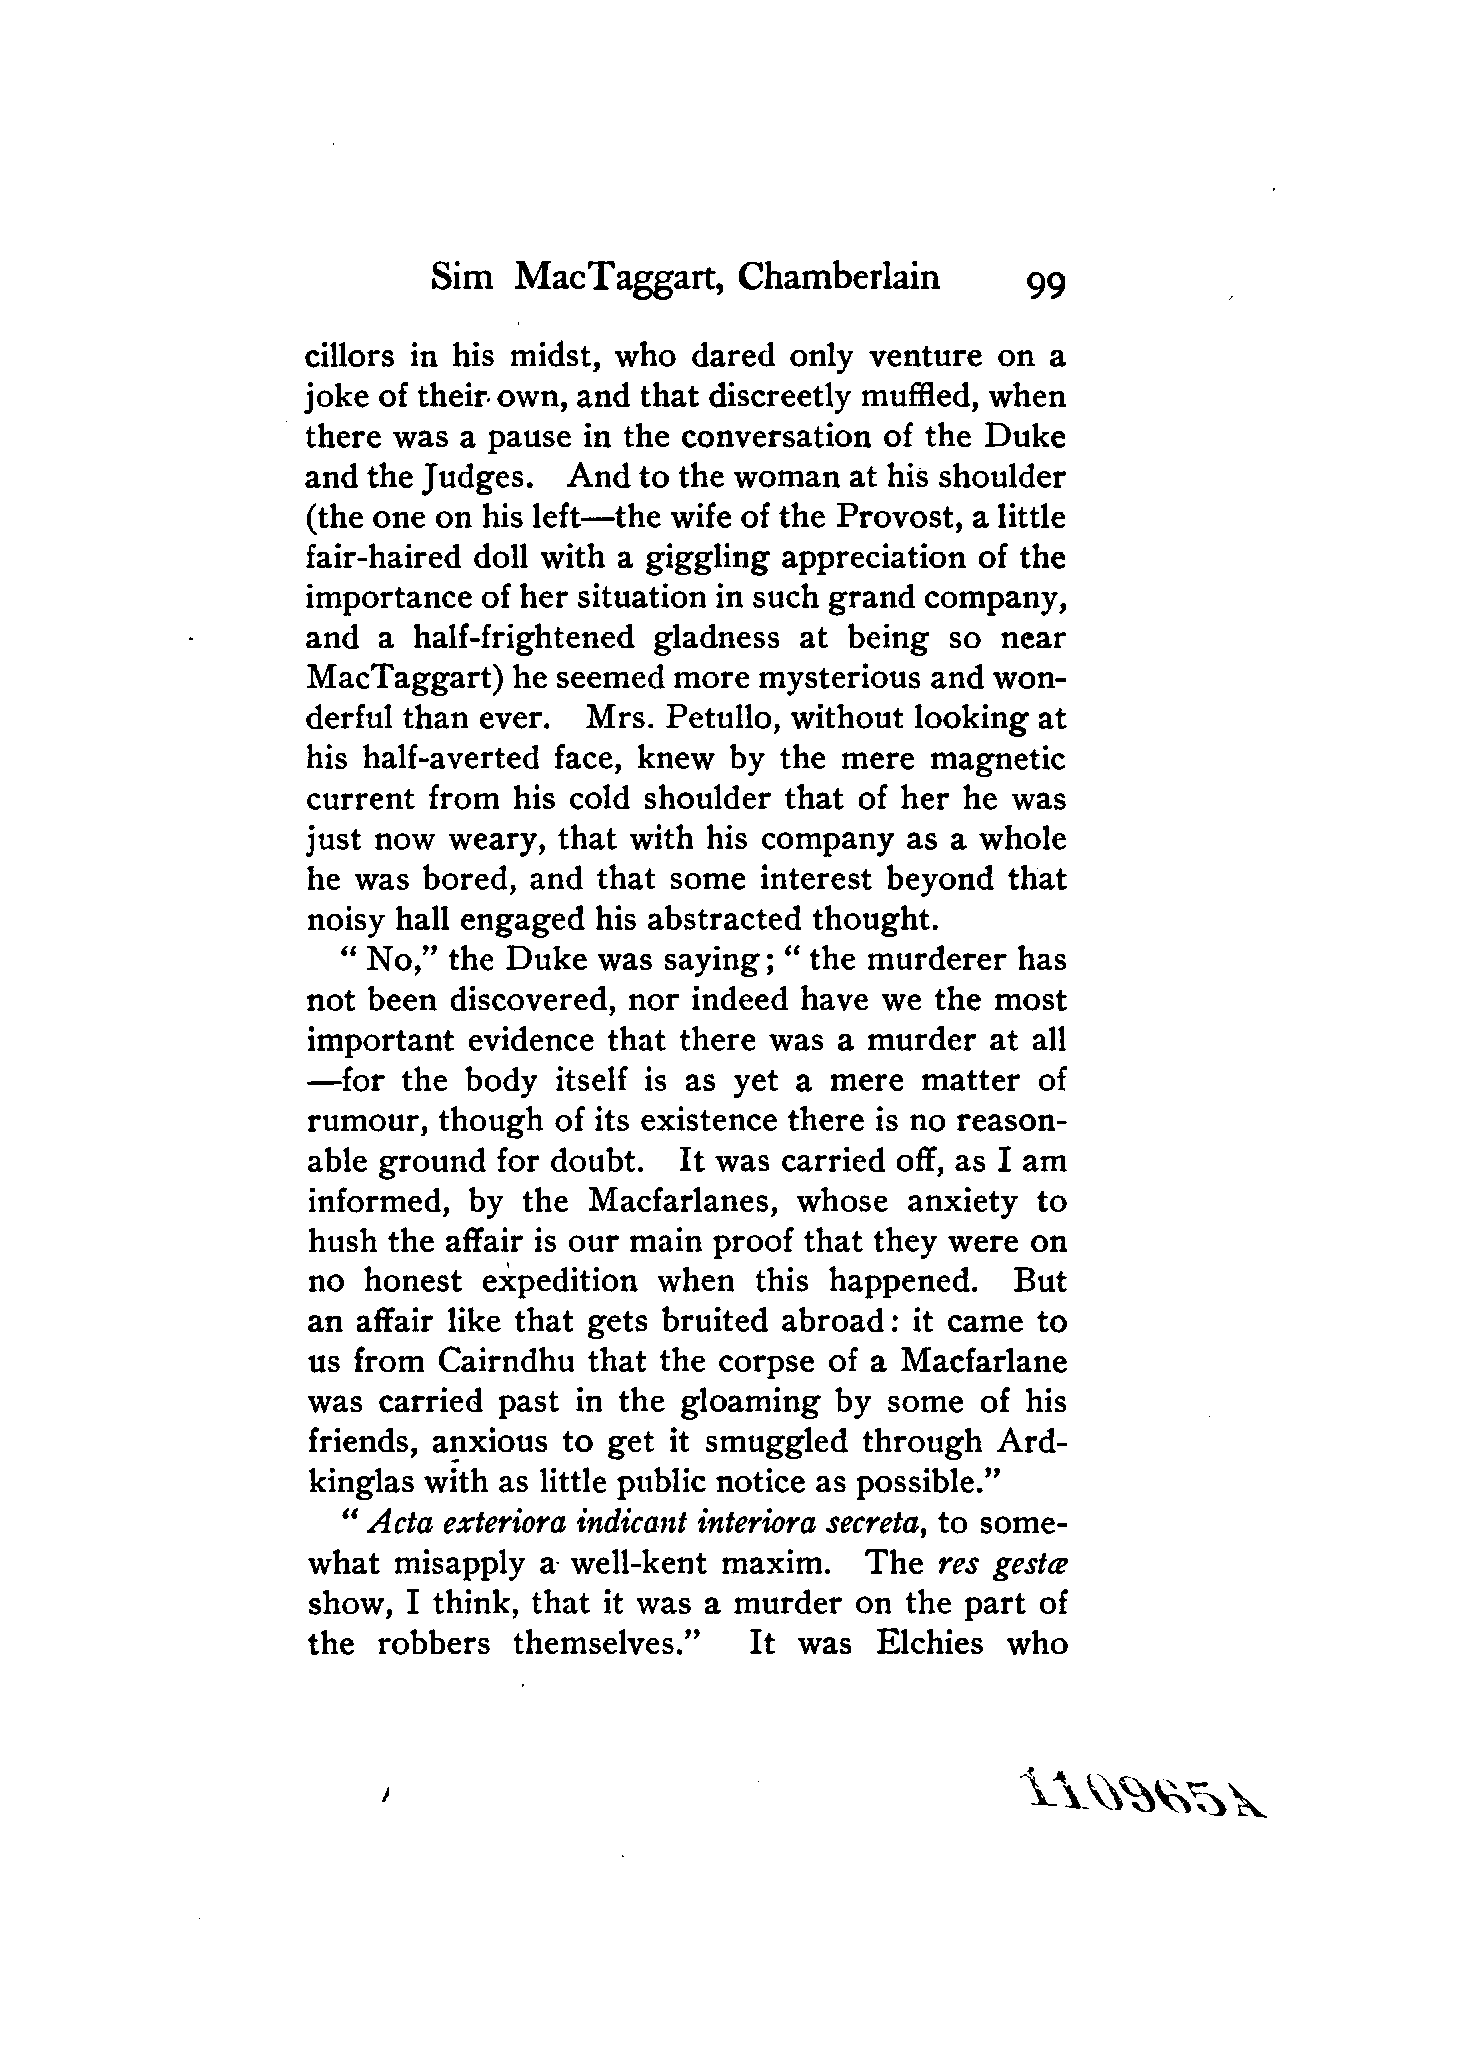 Sim MacTaggart, Chamberlain 99
cillors in his midst, who dared only venture on a
joke of their own, and that discreetly muffled, when
there was a pause in the conversation of the Duke
and the Judges. And to the woman at his shoulder
(the one on his left—the wife of the Provost, a little
fair-haired doll with a giggling appreciation of the
importance of her situation in such grand company,
and a half-frightened gladness at being so near
MacTaggart) he seemed more mysterious and won-
derful than ever. Mrs. Petullo, without looking at
his half-averted face, knew by the mere magnetic
current from his cold shoulder that of her he was
just now weary, that with his company as a whole
he was bored, and that some interest beyond that
noisy hall engaged his abstracted thought.
“ No,” the Duke was saying; “ the murderer has
not been discovered, nor indeed have we the most
important evidence that there was a murder at all
—for the body itself is as yet a mere matter of
rumour, though of its existence there is no reason-
able ground for doubt. It was carried off, as I am
informed, by the Macfarlanes, whose anxiety to
hush the affair is our main proof that they were on
no honest expedition when this happened. But
an affair like that gets bruited abroad: it came to
us from Cairndhu that the corpse of a Macfarlane
was carried past in the gloaming by some of his
friends, anxious to get it smuggled through Ard-
kinglas with as little public notice as possible.”
“ Acta exteriora indicant interiora secreta, to some-
what misapply a well-kent maxim. The res gestæ
show, I think, that it was a murder on the part of
the robbers themselves.” It was Elchies who
110965A